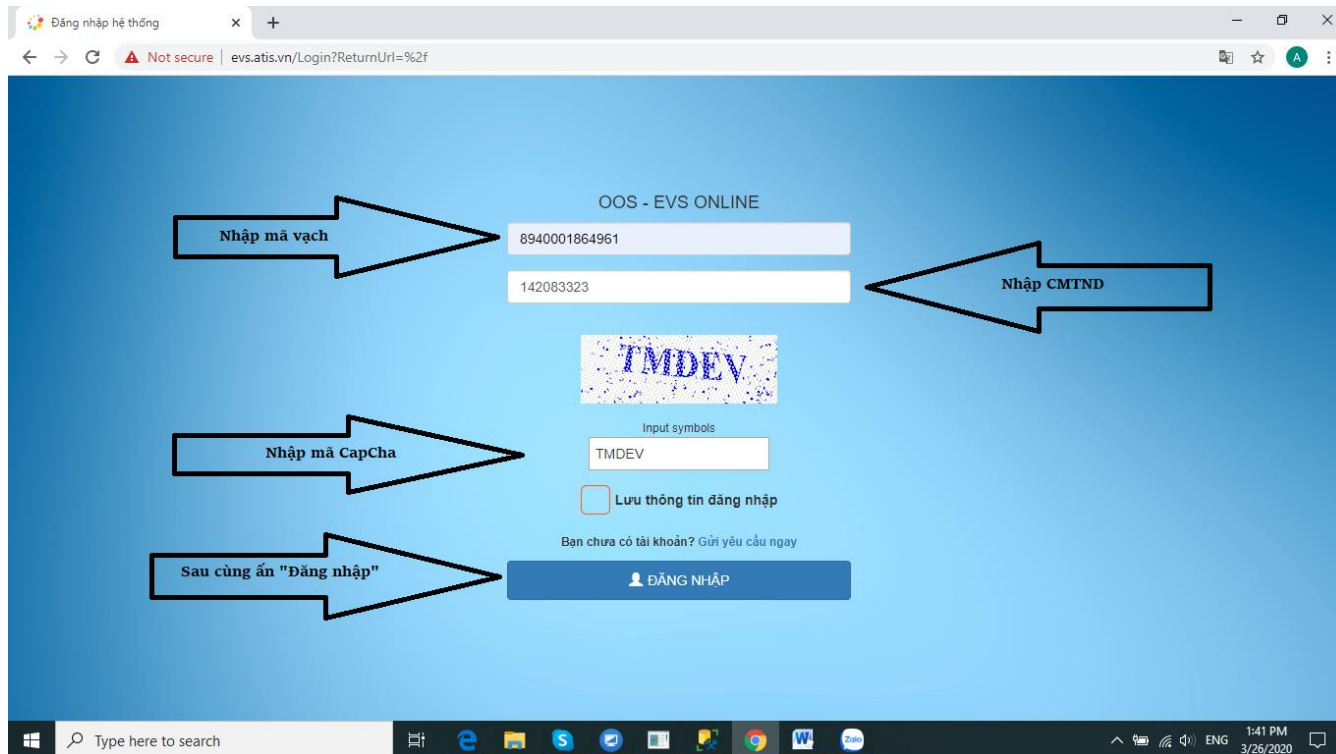 Đăng nhập hệ thống
Not secure | evs.atis.vn/Login?ReturnUrl=%2f
A
OOS - EVS ONLINE
Nhập mã vạch
8940001864961
142083323
Nhập CMTND
TMDEV
Input symbols
Nhập mã CapCha
TMDEV
Lưu thông tin đăng nhập
Bạn chưa có tài khoản? Gửi yêu cầu ngay
Sau cùng ấn "Đăng nhập"
ĐĂNG NHẬP
Type here to search
S
W
Zalo
ENG
1:41 PM
3/26/2020